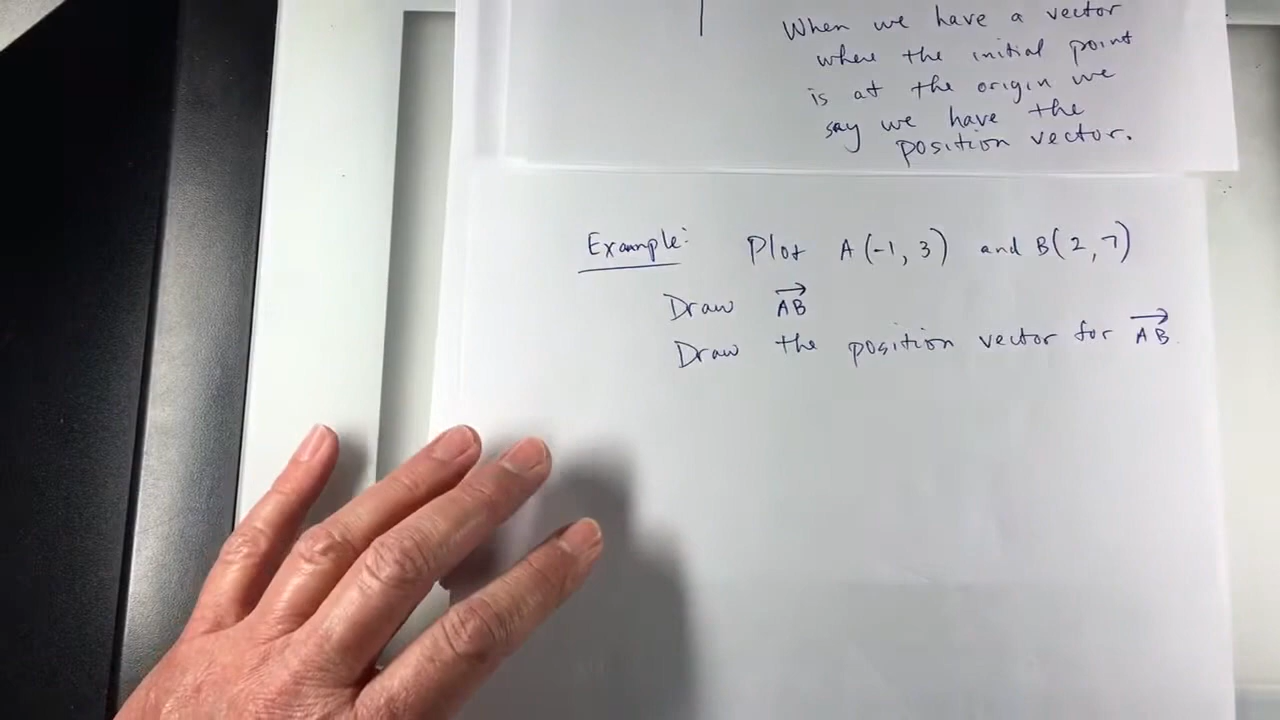 When we have a vector
where the initial point
is at the origin we
say we have the
position vector.
Example: Plot A(-1, 3) and B(2, 7)
Draw \overrightarrow{AB}
Draw the position vector for \overrightarrow{AB}.